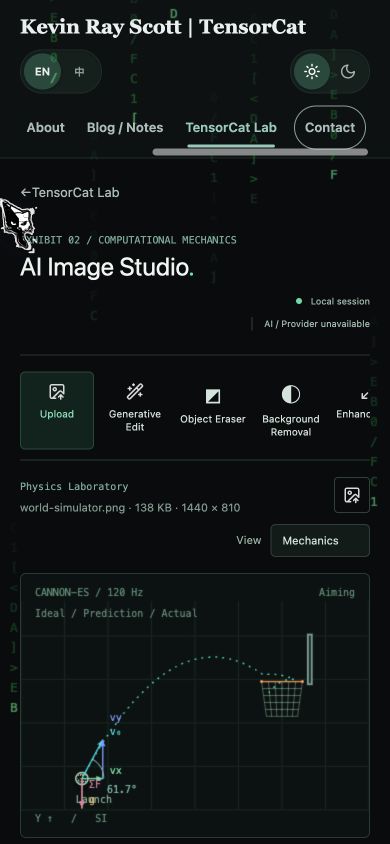 Kevin Ray Scott | TensorCat
EN 中
About Blog / Notes TensorCat Lab Contact
←TensorCat Lab
EXHIBIT 02 / COMPUTATIONAL MECHANICS
AI Image Studio.
Local session
AI / Provider unavailable
Upload
Generative Edit
Object Eraser
Background Removal
Enhanc
Physics Laboratory
world-simulator.png · 138 KB · 1440 × 810
View Mechanics
CANNON-ES / 120 Hz Aiming
Ideal / Prediction / Actual
vy
v₀
vx
ΣF
61.7°
Launch
g
Y ↑ / SI